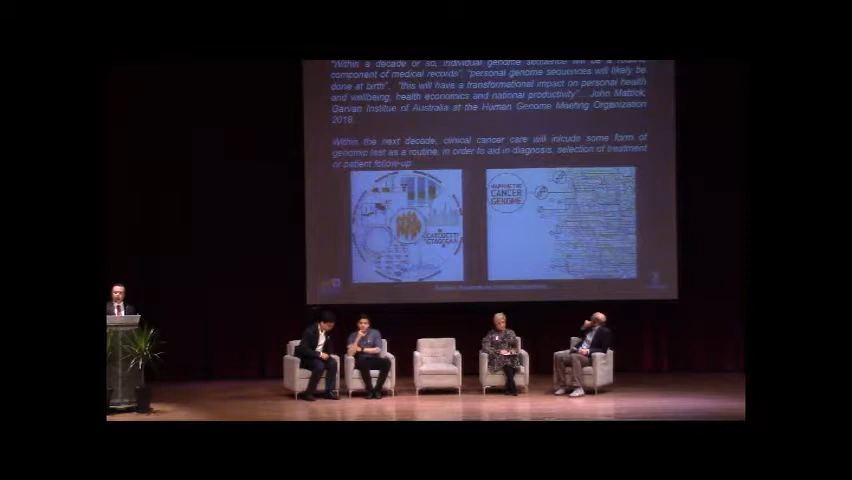 "Within a decade or so, individual genome sequence will be a routine
component of medical records", "personal genome sequences will likely be
done at birth", "this will have a transformational impact on personal health
and wellbeing, health economics and national productivity"... John Mattick,
Garvan Institue of Australia at the Human Genome Meeting Organization
2018.
Within the next decade, clinical cancer care will include some form of
genomic test as a routine, in order to aid in diagnosis, selection of treatment
or patient follow-up
MAPPING THE
CANCER
GENOME